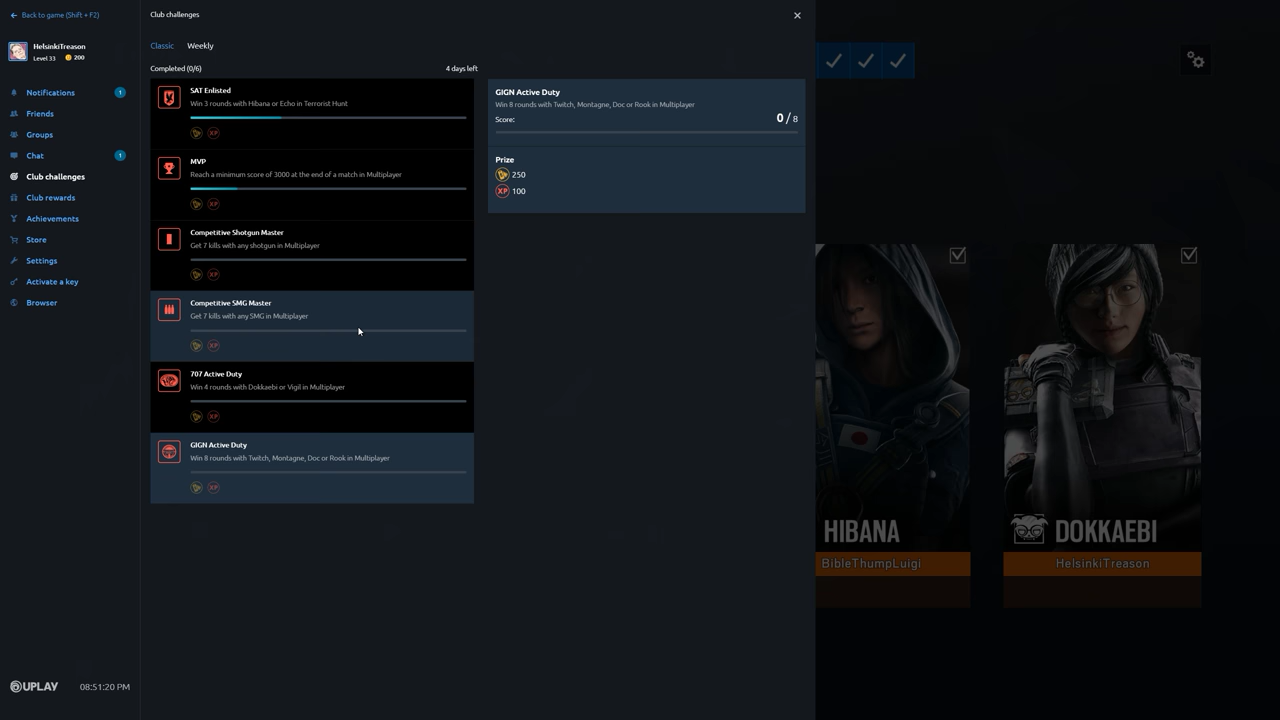 Back to game (Shift + F2)
HelsinkiTreason
Level 33 200
Notifications 1
Friends
Groups
Chat 1
Club challenges
Club rewards
Achievements
Store
Settings
Activate a key
Browser
UPLAY 08:51:20 PM
Club challenges
Classic Weekly
Completed (0/6) 4 days left
SAT Enlisted
Win 3 rounds with Hibana or Echo in Terrorist Hunt
XP
MVP
Reach a minimum score of 3000 at the end of a match in Multiplayer
XP
Competitive Shotgun Master
Get 7 kills with any shotgun in Multiplayer
XP
Competitive SMG Master
Get 7 kills with any SMG in Multiplayer
XP
707 Active Duty
Win 4 rounds with Dokkaebi or Vigil in Multiplayer
XP
GIGN Active Duty
Win 8 rounds with Twitch, Montagne, Doc or Rook in Multiplayer
XP
GIGN Active Duty
Win 8 rounds with Twitch, Montagne, Doc or Rook in Multiplayer
Score: 0 / 8
Prize
250
XP 100
HIBANA
BibleThumpLuigi
DOKKAEBI
HelsinkiTreason